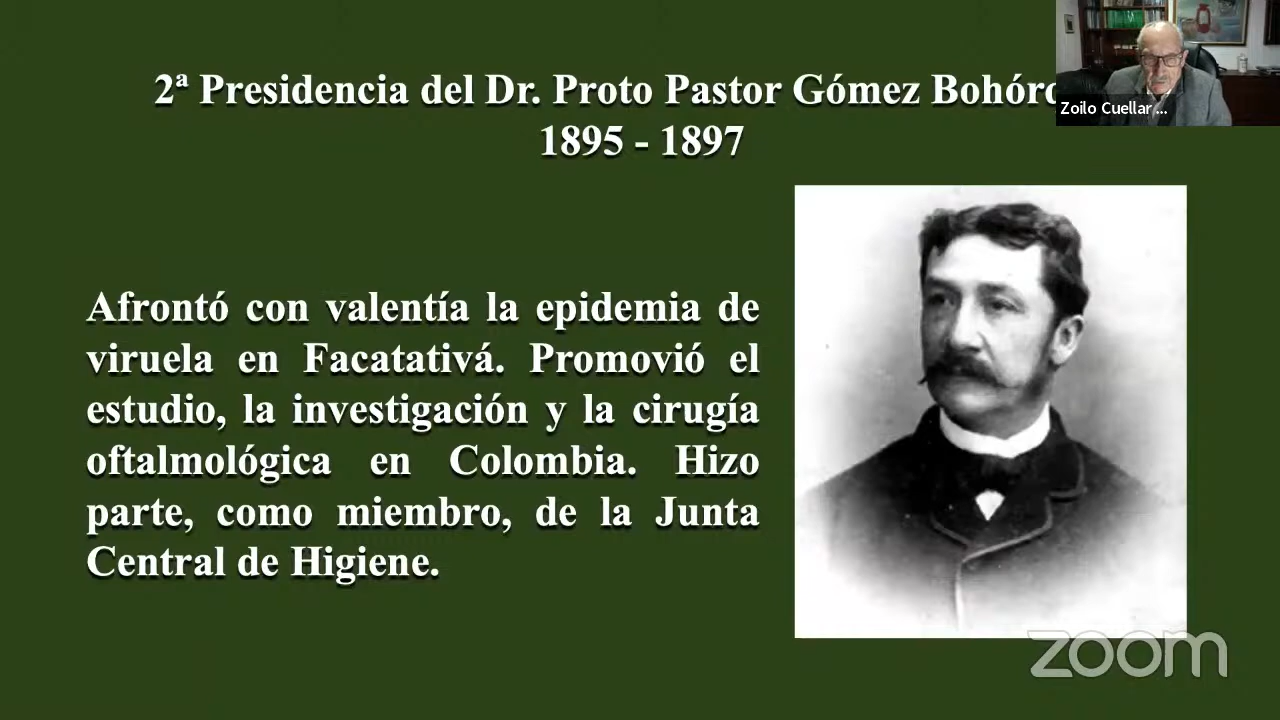 2ª Presidencia del Dr. Proto Pastor Gómez
1895 - 1897
Zoilo Cuellar ...
Afrontó con valentía la epidemia de
viruela en Facatativá. Promovió el
estudio, la investigación y la cirugía
oftalmológica en Colombia. Hizo
parte, como miembro, de la Junta
Central de Higiene.
zoom